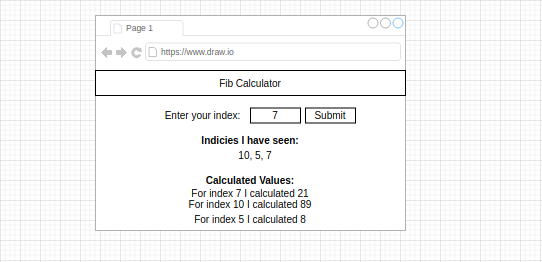 Page 1
https://www.draw.io
Fib Calculator
Enter your index: 7 Submit
Indicies I have seen:
10, 5, 7
Calculated Values:
For index 7 I calculated 21
For index 10 I calculated 89
For index 5 I calculated 8